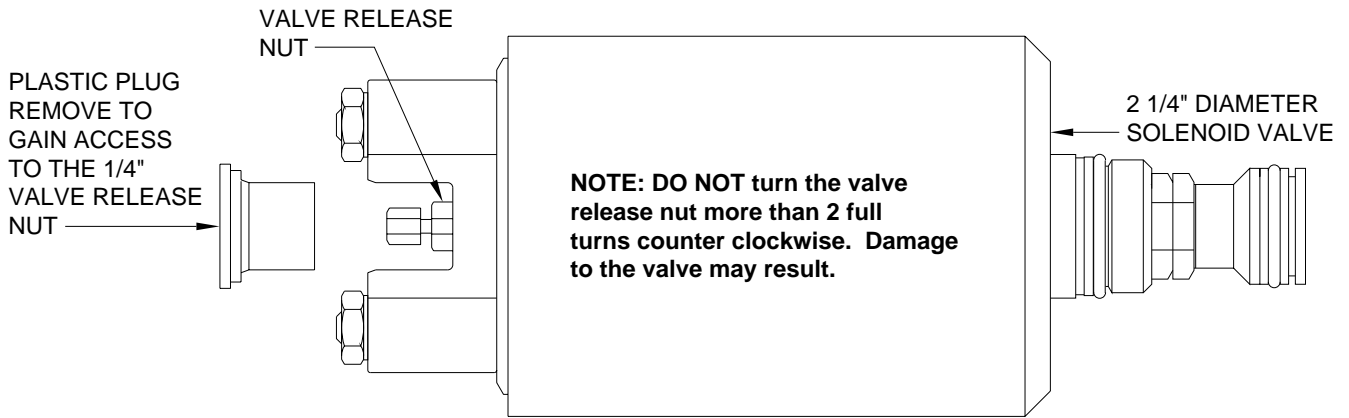 VALVE RELEASE
NUT
PLASTIC PLUG
REMOVE TO
GAIN ACCESS
TO THE 1/4"
VALVE RELEASE
NUT
2 1/4" DIAMETER
SOLENOID VALVE
NOTE: DO NOT turn the valve
release nut more than 2 full
turns counter clockwise. Damage
to the valve may result.